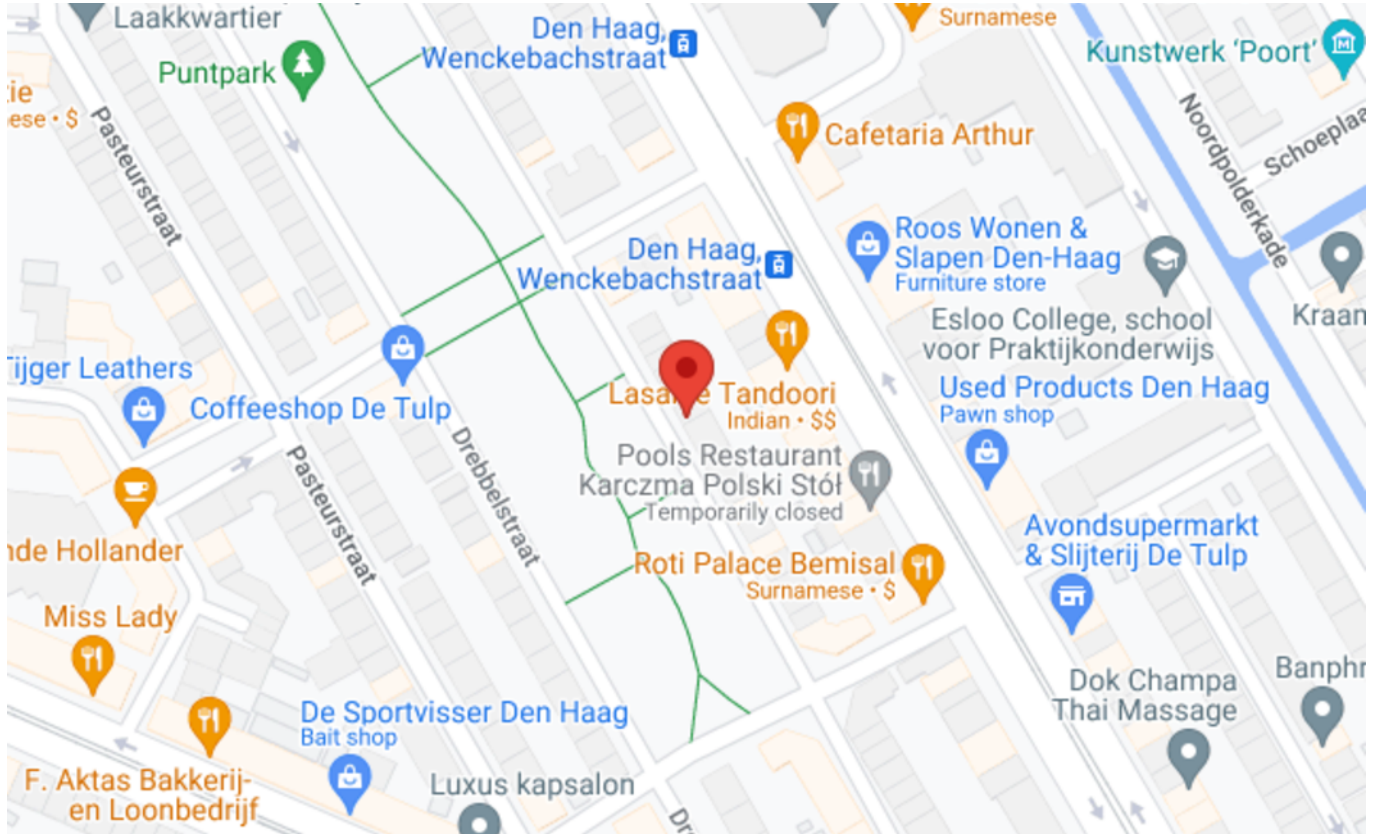 Laakkwartier
Puntpark
Den Haag,
Wenckebachstraat
Surnamese
Kunstwerk 'Poort'
Pasteurstraat
Cafetaria Arthur
Noordpolderkade
Roos Wonen &
Slapen Den-Haag
Furniture store
Den Haag,
Wenckebachstraat
Esloo College, school
voor Praktijkonderwijs
Tijger Leathers
Coffeeshop De Tulp
Tandoori
Indian • $$
Used Products Den Haag
Pawn shop
Pasteurstraat
Drebbelstraat
Pools Restaurant
Karczma Polski Stół
Temporarily closed
Avondsupermarkt
& Slijterij De Tulp
Hollander
Roti Palace Bemisal
Surnamese • $
Miss Lady
Dok Champa
Thai Massage
De Sportvisser Den Haag
Bait shop
F. Aktas Bakkerij-
en Loonbedrijf
Luxus kapsalon